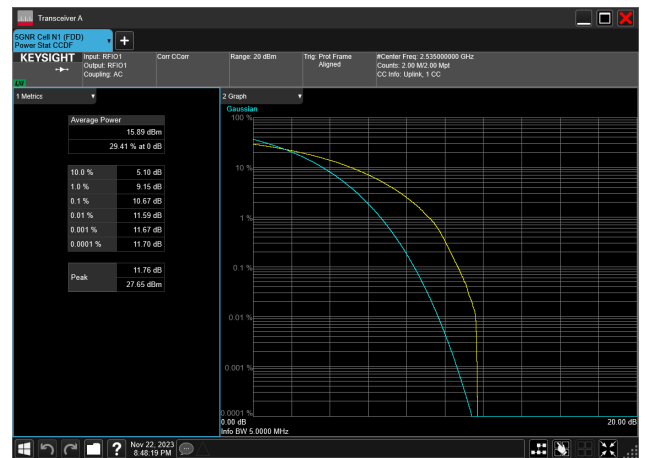 Transceiver A
5GNR Cell N1 (FDD)
Power Stat CCDF
KEYSIGHT
Input: RFIO1
Output: RFIO1
Coupling: AC
Corr CCorr
Range: 20 dBm
Trig: Prot Frame
Aligned
#Center Freq: 2.535000000 GHz
Counts: 2.00 M/2.00 Mpt
CC Info: Uplink, 1 CC
1 Metrics
Average Power
15.89 dBm
29.41 % at 0 dB
10.0 % 5.10 dB
1.0 % 9.15 dB
0.1 % 10.67 dB
0.01 % 11.59 dB
0.001 % 11.67 dB
0.0001 % 11.70 dB
Peak
11.76 dB
27.65 dBm
2 Graph
Gaussian
100 %
10 %
1 %
0.1 %
0.01 %
0.001 %
0.0001 %
0.00 dB
20.00 dB
Info BW 5.0000 MHz
Nov 22, 2023
8:48:19 PM